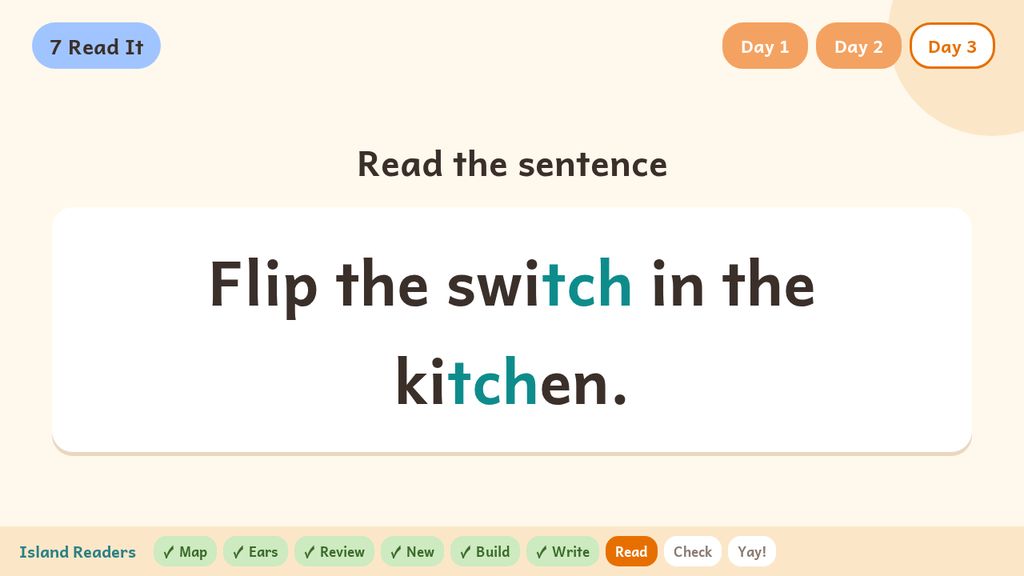 7 Read It
Day 1 Day 2 Day 3
Read the sentence
Flip the switch in the
kitchen.
Island Readers ✓ Map ✓ Ears ✓ Review ✓ New ✓ Build ✓ Write Read Check Yay!